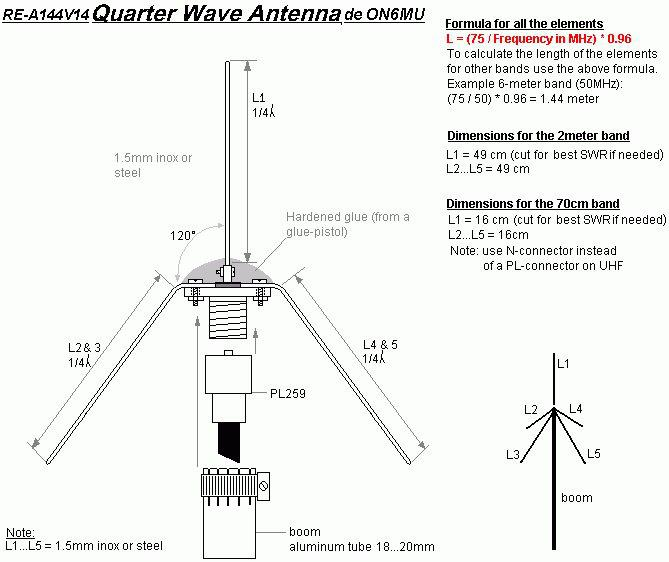 RE-A144V14 Quarter Wave Antenna de ON6MU
Formula for all the elements
L = (75 / Frequency in MHz) * 0.96
To calculate the length of the elements
for other bands use the above formula.
Example 6-meter band (50MHz):
(75 / 50) * 0.96 = 1.44 meter
Dimensions for the 2meter band
L1 = 49 cm (cut for best SWR if needed)
L2...L5 = 49 cm
Dimensions for the 70cm band
L1 = 16 cm (cut for best SWR if needed)
L2...L5 = 16cm
Note: use N-connector instead
of a PL-connector on UHF
L1
1/4λ
1.5mm inox or
steel
Hardened glue (from a
glue-pistol)
120°
L2 & 3
1/4λ
L4 & 5
1/4λ
PL259
boom
aluminum tube 18...20mm
Note:
L1...L5 = 1.5mm inox or steel
L1
L2
L4
L3
L5
boom